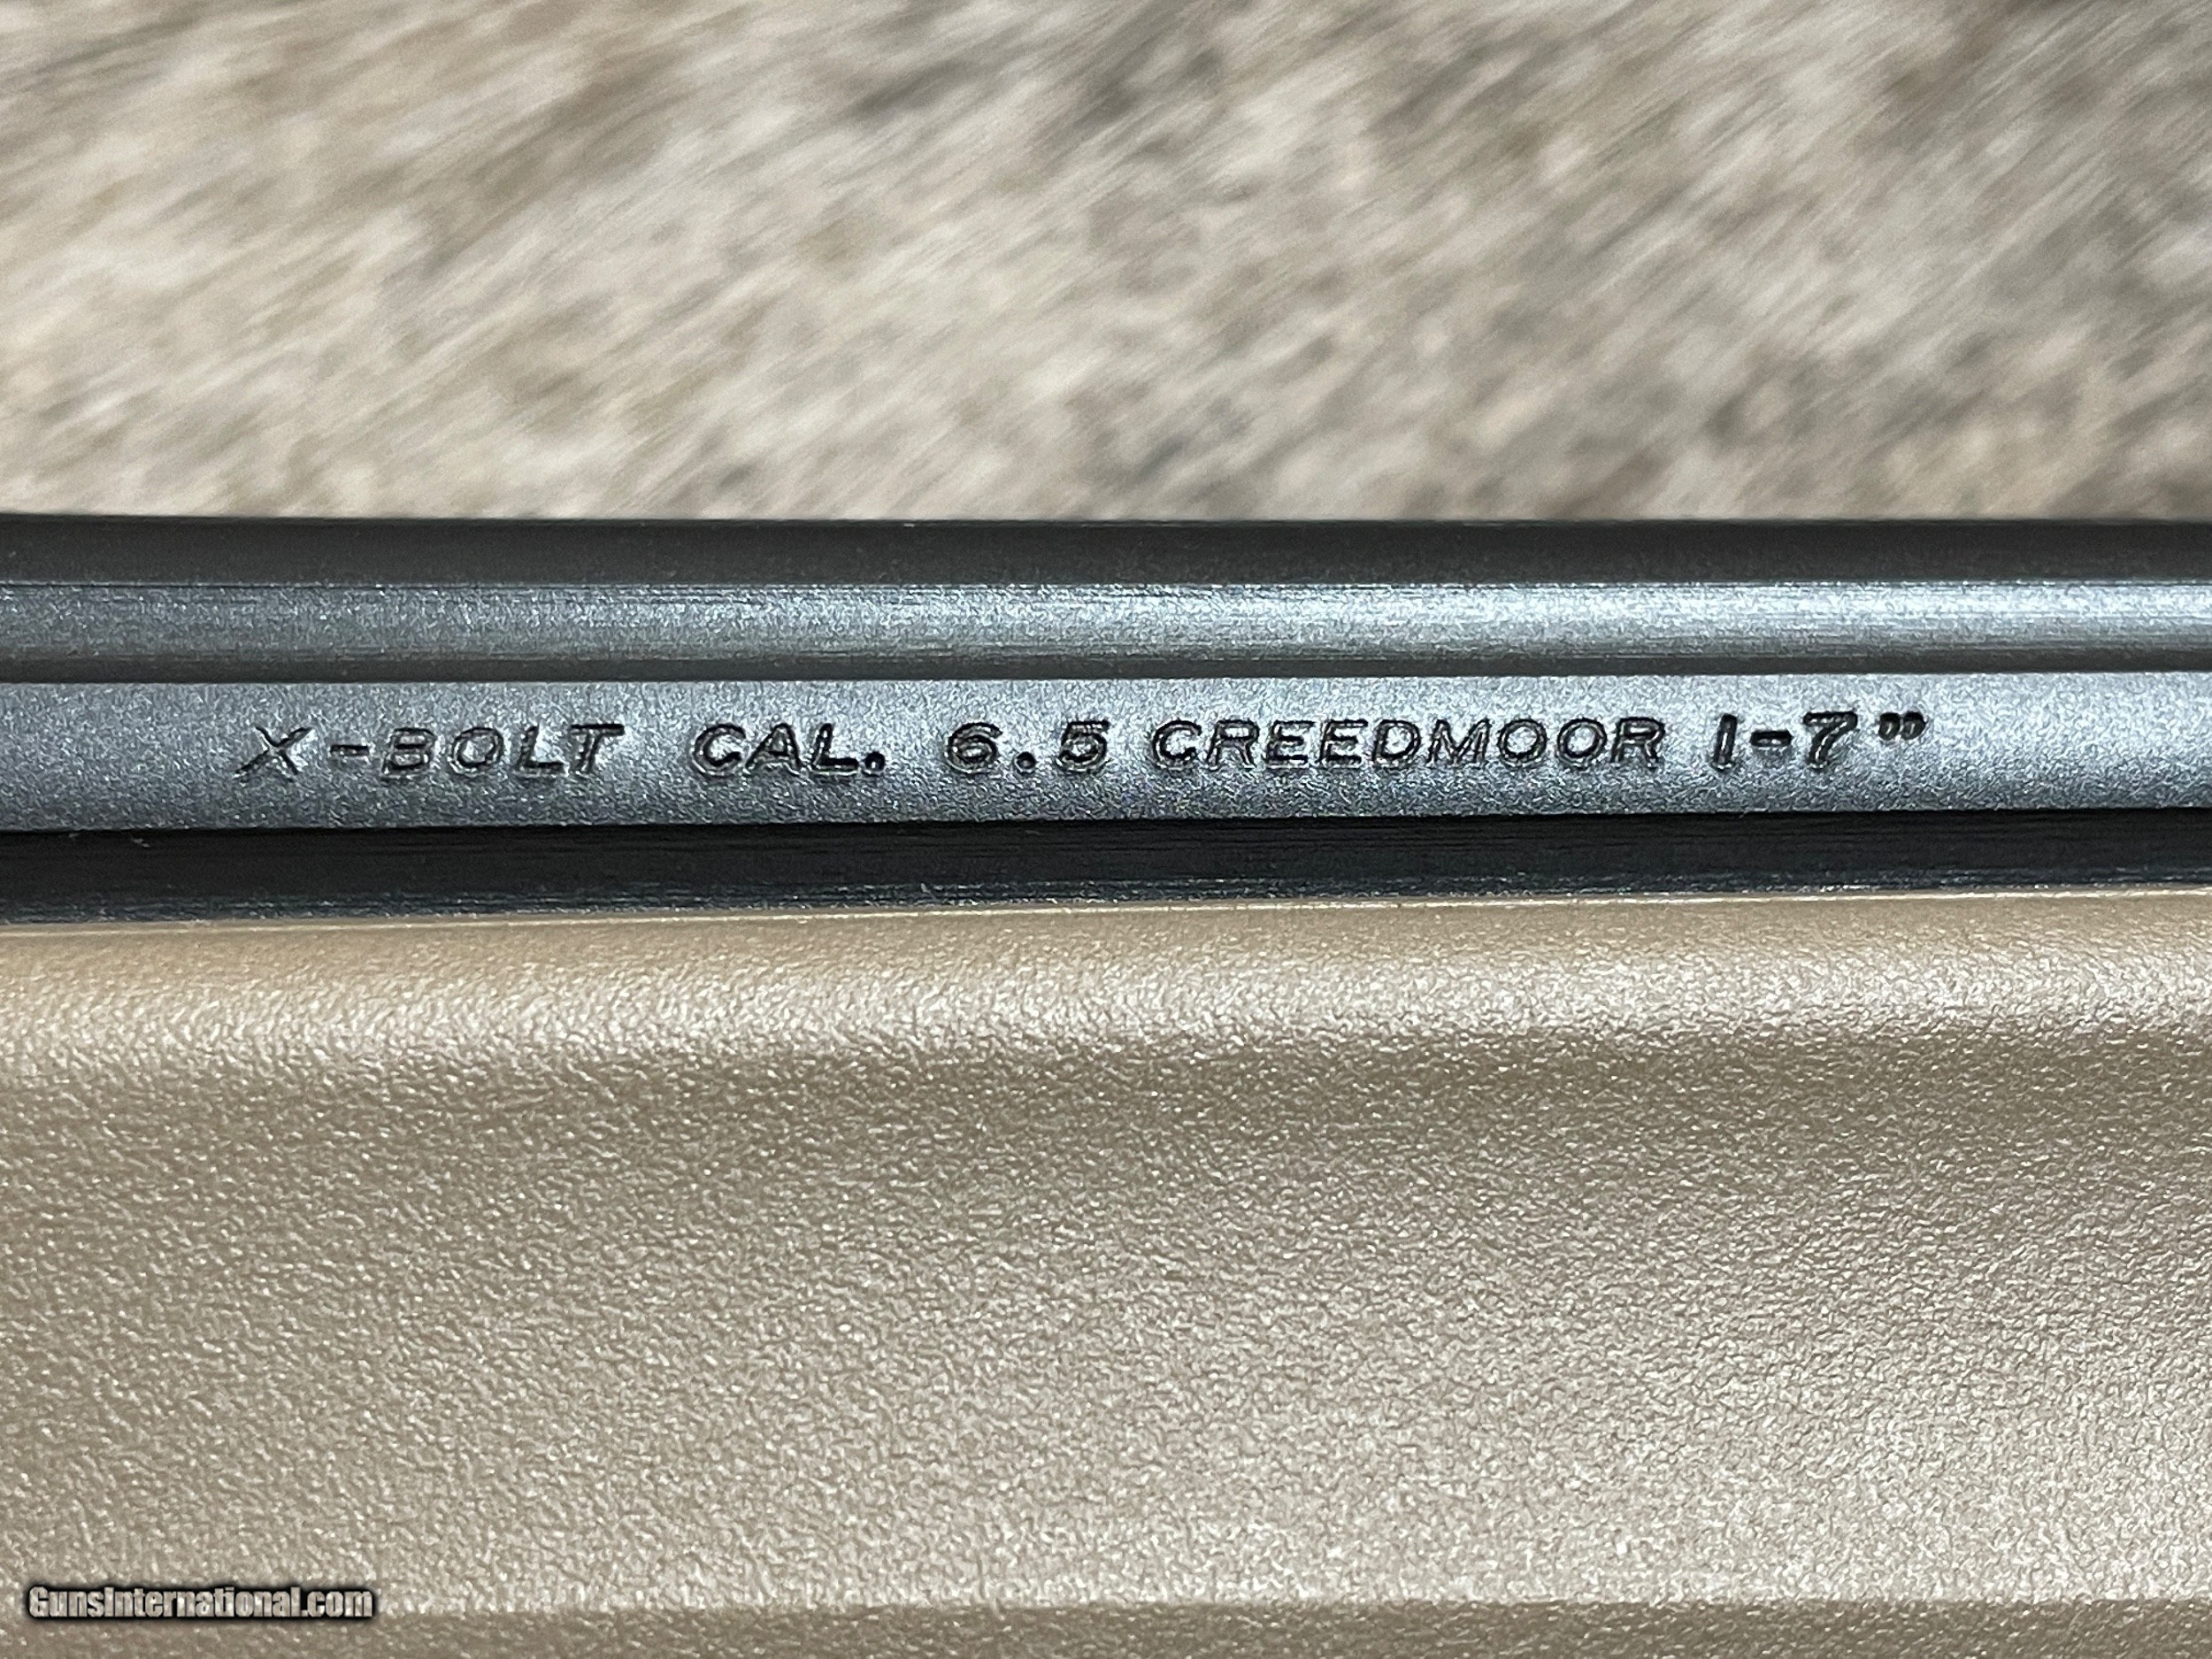 X-BOLT CAL. 6.5 CREEDMOOR 1-7"
GunsInternational.com